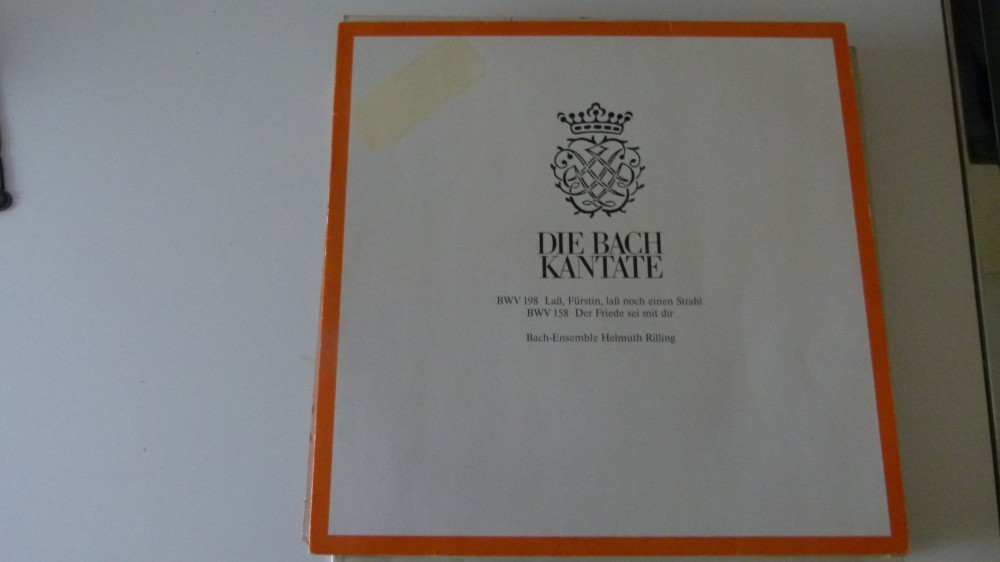 DIE BACH
KANTATE
BWV 198 Laß, Fürstin, laß noch einen Strahl
BWV 158 Der Friede sei mit dir
Bach-Ensemble Helmuth Rilling